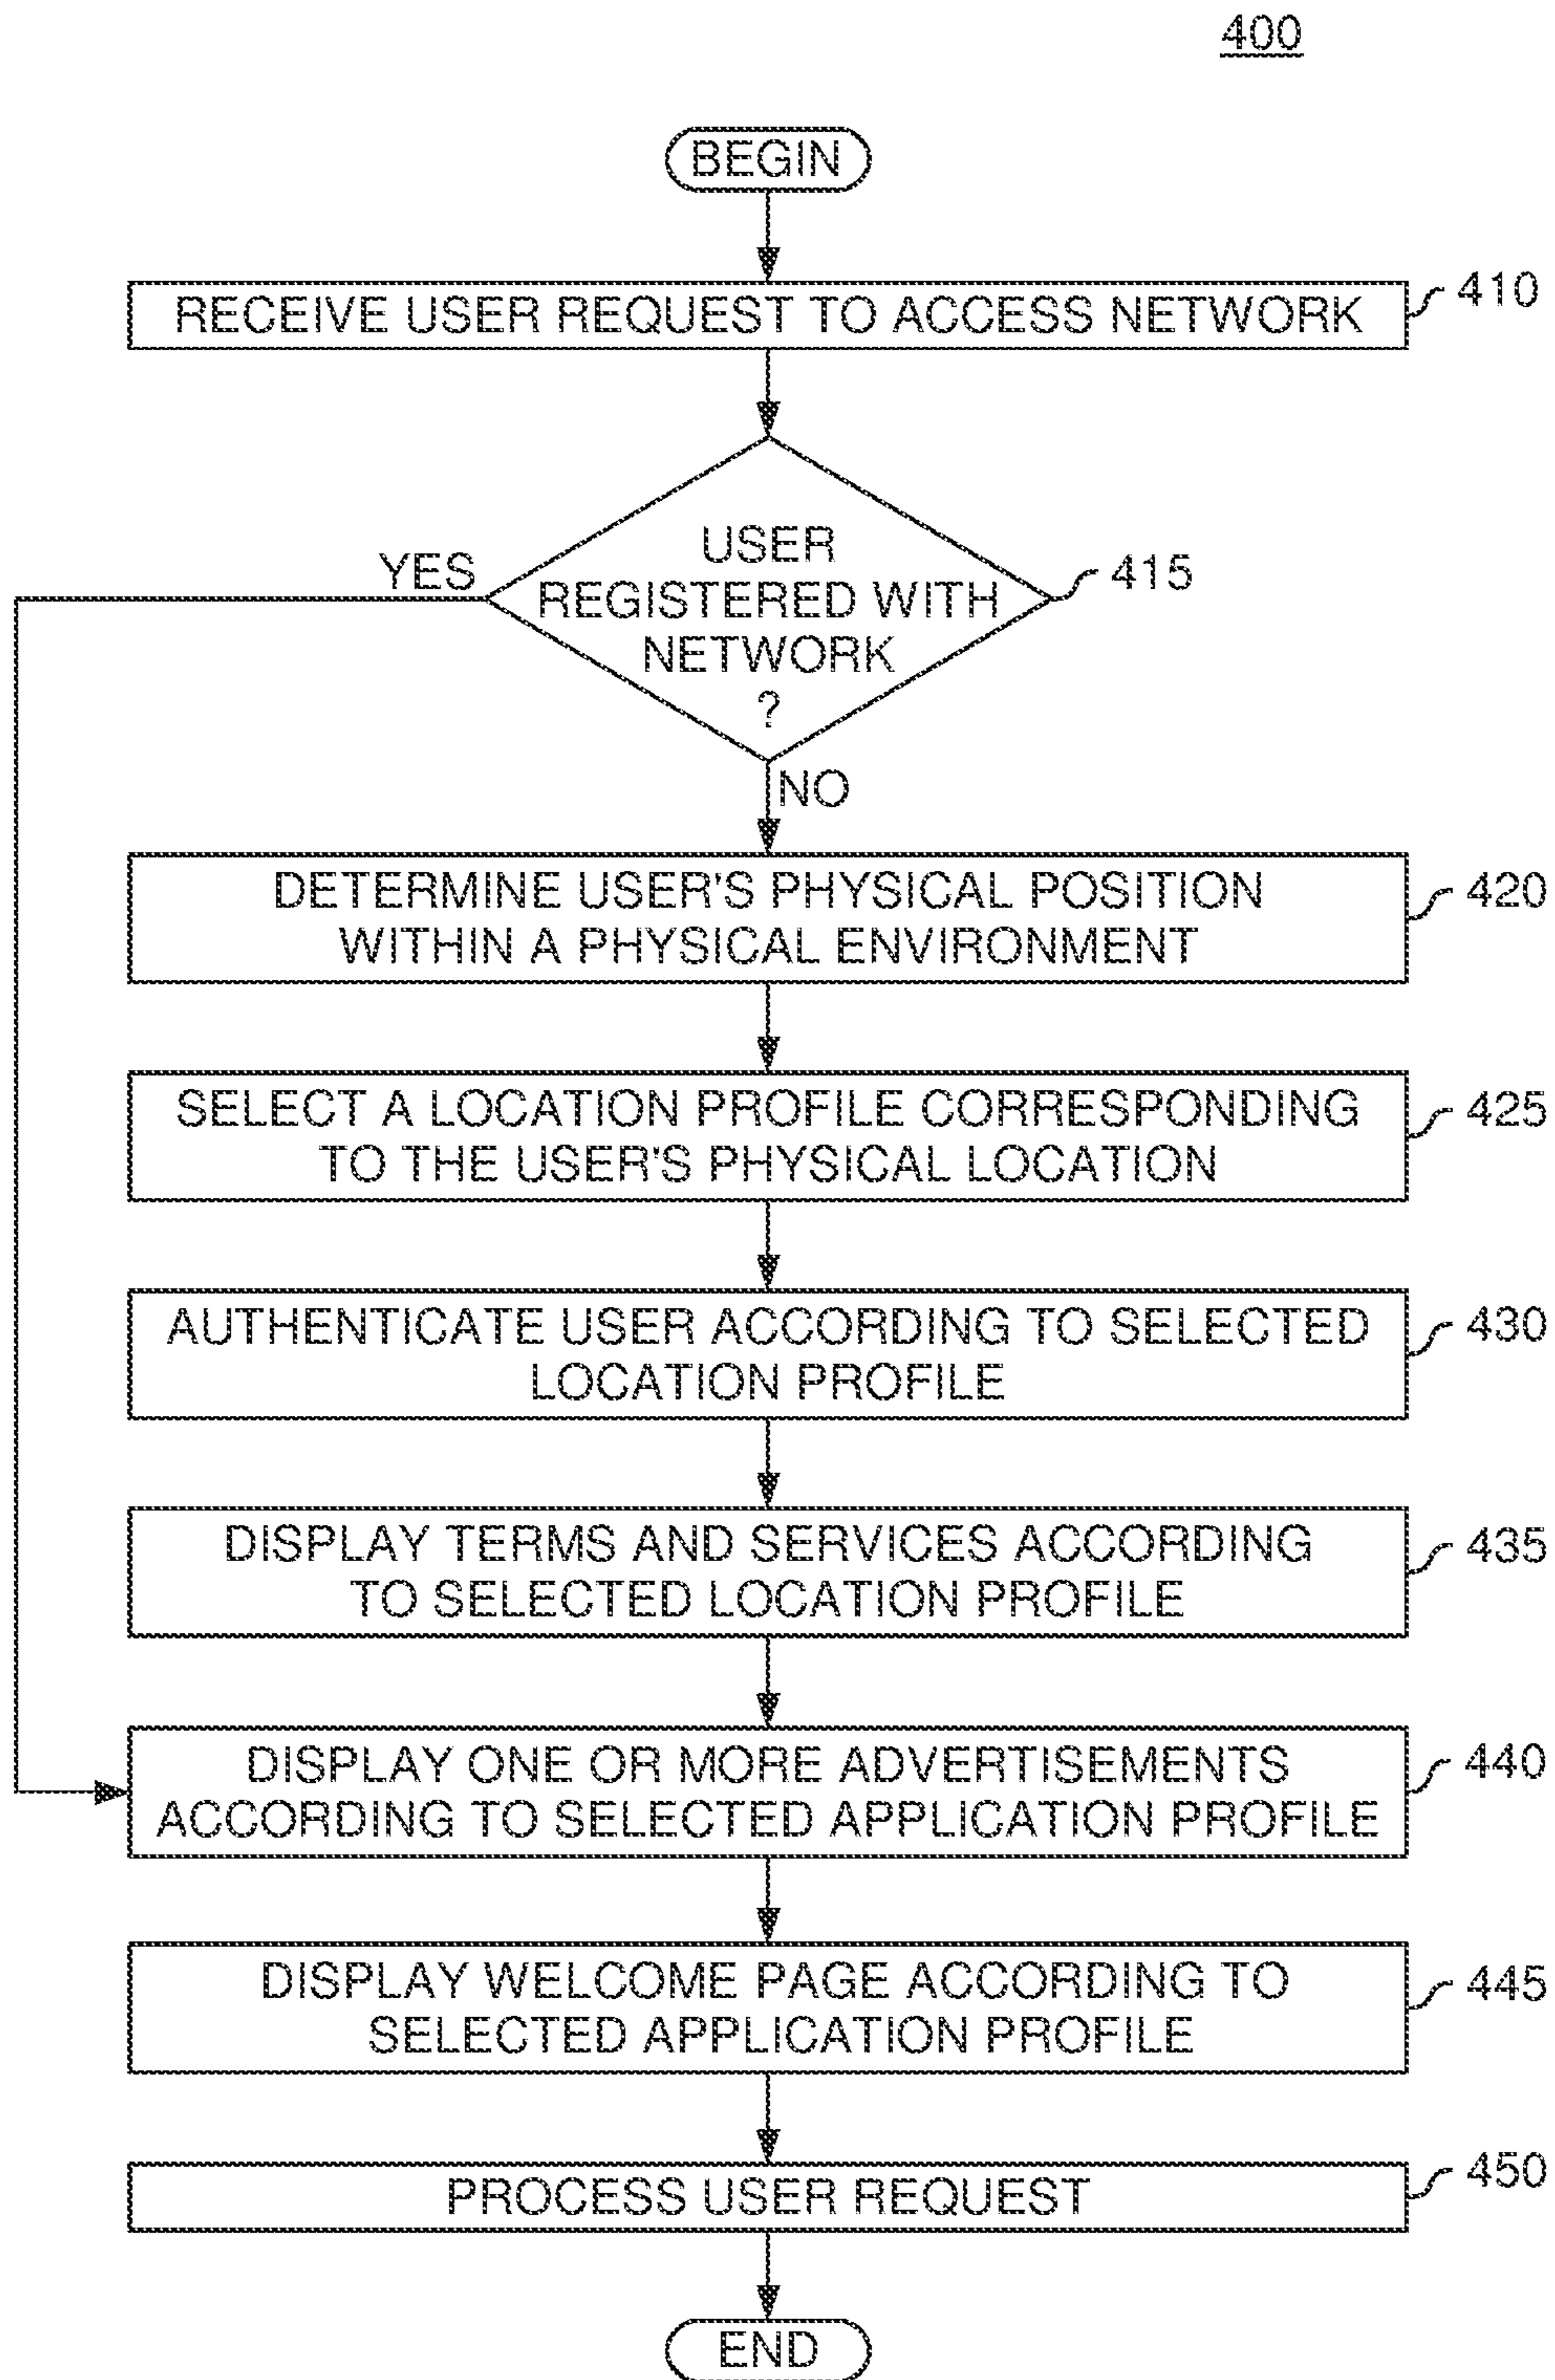 400
BEGIN
RECEIVE USER REQUEST TO ACCESS NETWORK
410
USER
REGISTERED WITH
NETWORK
?
415
YES
NO
DETERMINE USER'S PHYSICAL POSITION
WITHIN A PHYSICAL ENVIRONMENT
420
SELECT A LOCATION PROFILE CORRESPONDING
TO THE USER'S PHYSICAL LOCATION
425
AUTHENTICATE USER ACCORDING TO SELECTED
LOCATION PROFILE
430
DISPLAY TERMS AND SERVICES ACCORDING
TO SELECTED LOCATION PROFILE
435
DISPLAY ONE OR MORE ADVERTISEMENTS
ACCORDING TO SELECTED APPLICATION PROFILE
440
DISPLAY WELCOME PAGE ACCORDING TO
SELECTED APPLICATION PROFILE
445
PROCESS USER REQUEST
450
END